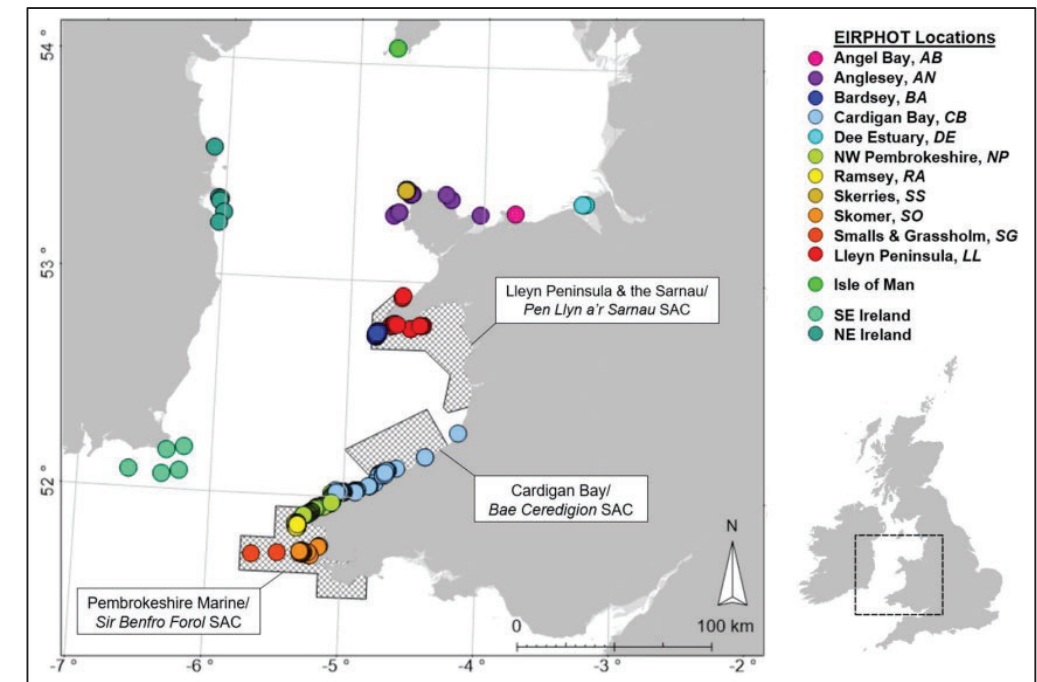 EIRPHOT Locations
Angel Bay, AB
Anglesey, AN
Bardsey, BA
Cardigan Bay, CB
Dee Estuary, DE
NW Pembrokeshire, NP
Ramsey, RA
Skerries, SS
Skomer, SO
Smalls & Grassholm, SG
Lleyn Peninsula, LL
Isle of Man
SE Ireland
NE Ireland
54 °
53 °
52 °
Lleyn Peninsula & the Sarnau/
Pen Llyn a'r Sarnau SAC
Cardigan Bay/
Bae Ceredigion SAC
Pembrokeshire Marine/
Sir Benfro Forol SAC
N
0
100 km
-7 °
-6 °
-5 °
-4 °
-3 °
-2 °